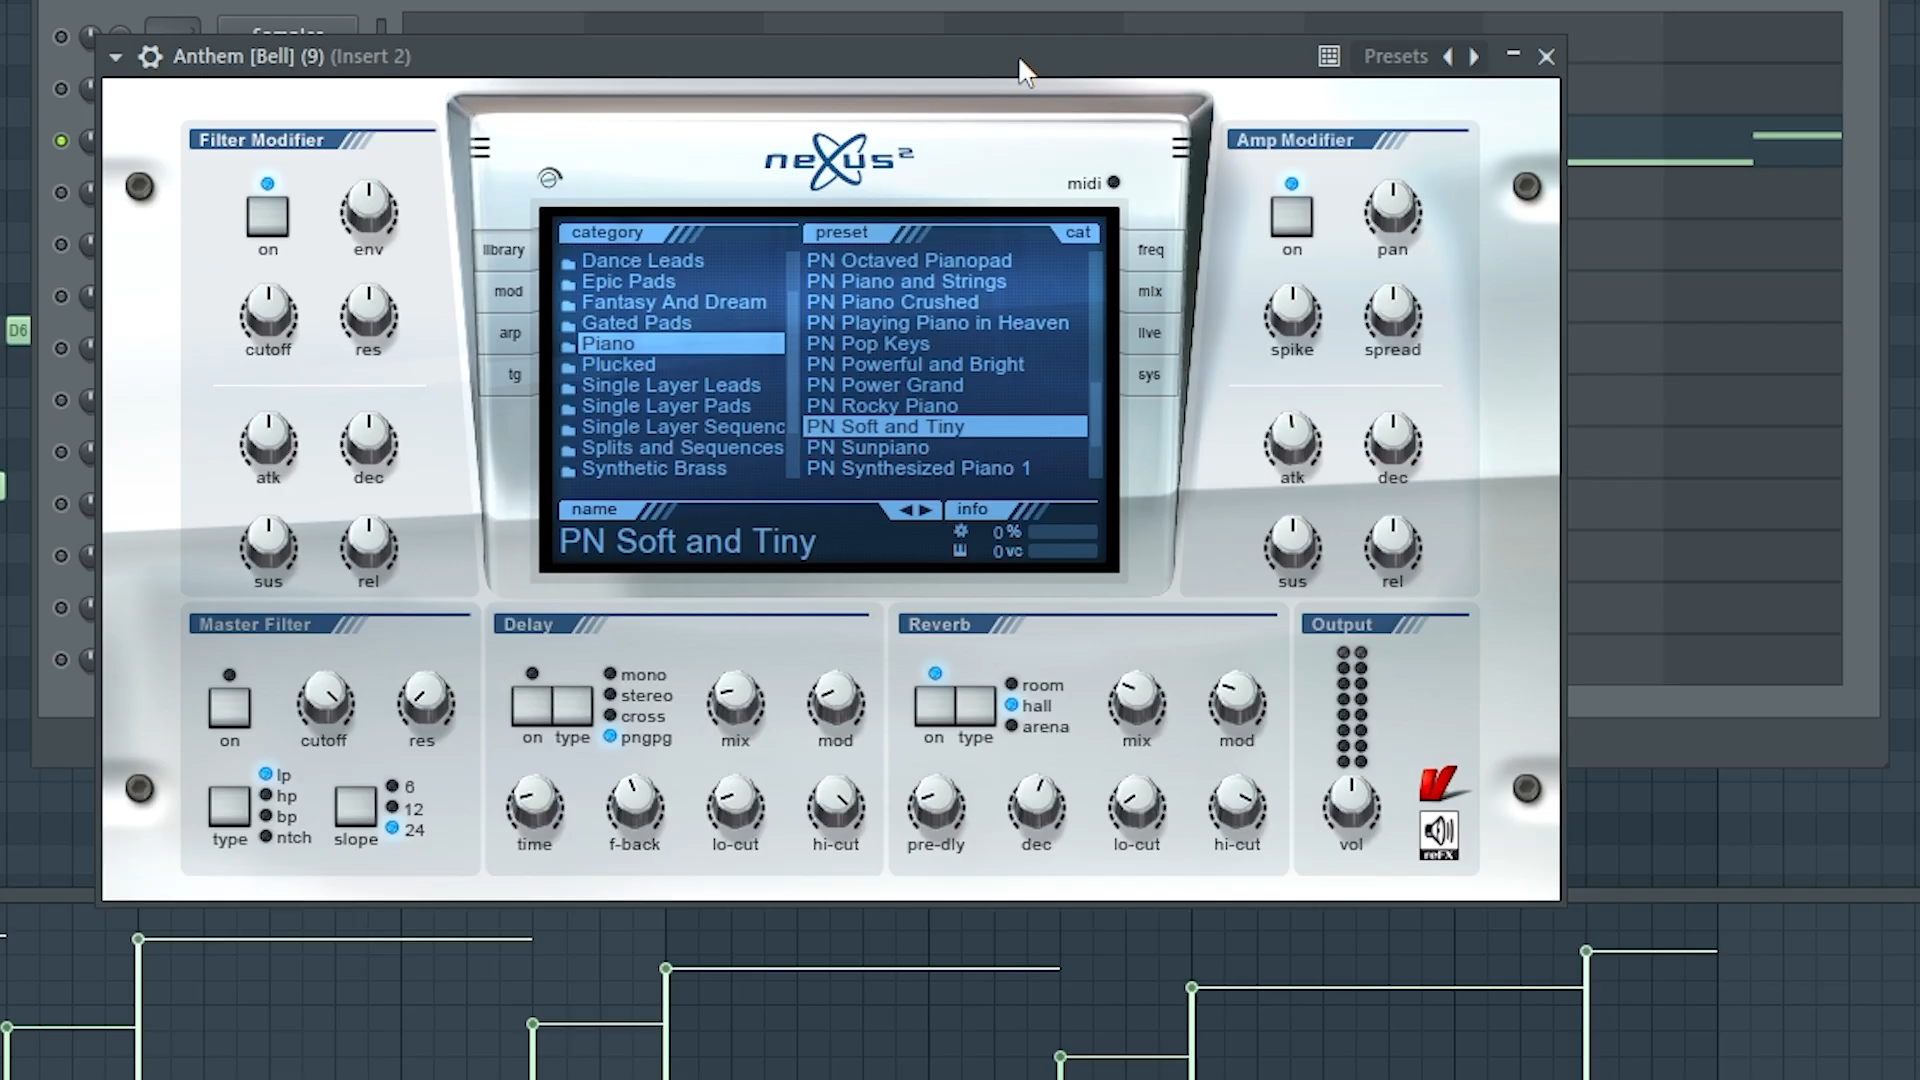 Sampler
Anthem [Bell] (9) (Insert 2)
Presets
Filter Modifier
on
env
cutoff
res
atk
dec
sus
rel
D6
nexus²
midi
library
mod
arp
tg
category
Dance Leads
Epic Pads
Fantasy And Dream
Gated Pads
Piano
Plucked
Single Layer Leads
Single Layer Pads
Single Layer Sequenc
Splits and Sequences
Synthetic Brass
preset
cat
PN Octaved Pianopad
PN Piano and Strings
PN Piano Crushed
PN Playing Piano in Heaven
PN Pop Keys
PN Powerful and Bright
PN Power Grand
PN Rocky Piano
PN Soft and Tiny
PN Sunpiano
PN Synthesized Piano 1
name
PN Soft and Tiny
info
0 %
0 vc
freq
mix
live
sys
Amp Modifier
on
pan
spike
spread
atk
dec
sus
rel
Master Filter
on
cutoff
res
type
lp
hp
bp
ntch
slope
6
12
24
Delay
on
type
mono
stereo
cross
pngpg
mix
mod
time
f-back
lo-cut
hi-cut
Reverb
on
type
room
hall
arena
mix
mod
pre-dly
dec
lo-cut
hi-cut
Output
vol
reFX